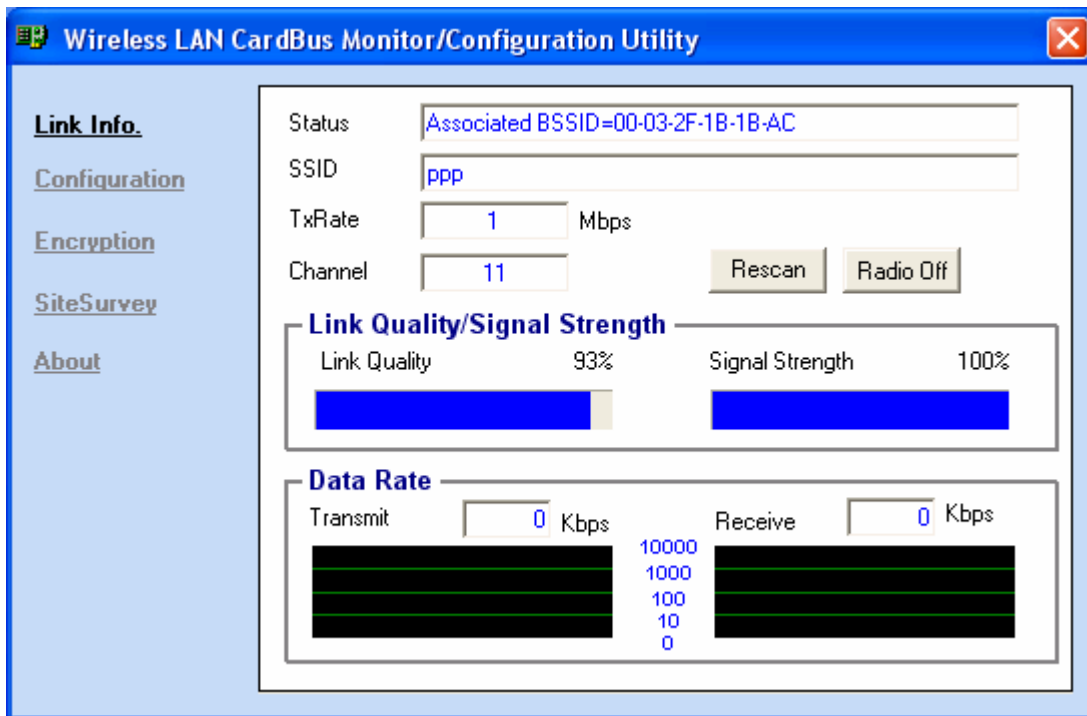 Wireless LAN CardBus Monitor/Configuration Utility
Link Info.
Configuration
Encryption
SiteSurvey
About
Status Associated BSSID=00-03-2F-1B-1B-AC
SSID ppp
TxRate 1 Mbps
Channel 11 Rescan Radio Off
Link Quality/Signal Strength
Link Quality 93% Signal Strength 100%
Data Rate
Transmit 0 Kbps Receive 0 Kbps
10000
1000
100
10
0